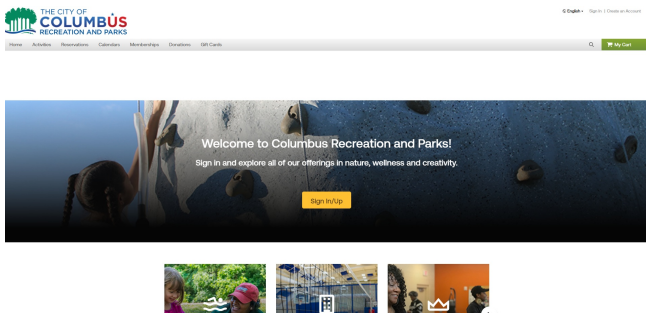 THE CITY OF
COLUMBUS
RECREATION AND PARKS
English
Sign In | Create an Account
Home Activities Reservations Calendars Memberships Donations Gift Cards
My Cart
Welcome to Columbus Recreation and Parks!
Sign in and explore all of our offerings in nature, wellness and creativity.
Sign In/Up